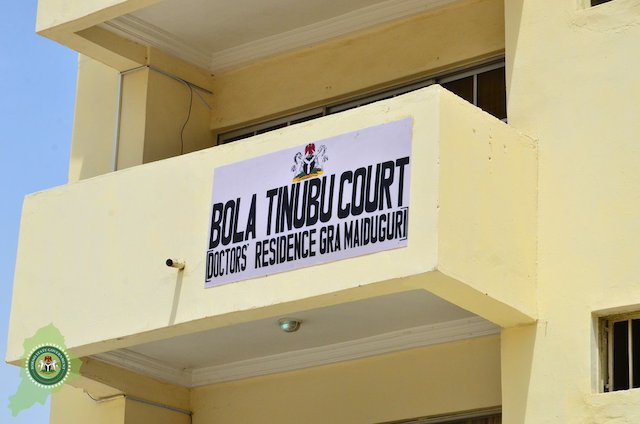 BOLA TINUBU COURT
DOCTORS' RESIDENCE GRA MAIDUGURI